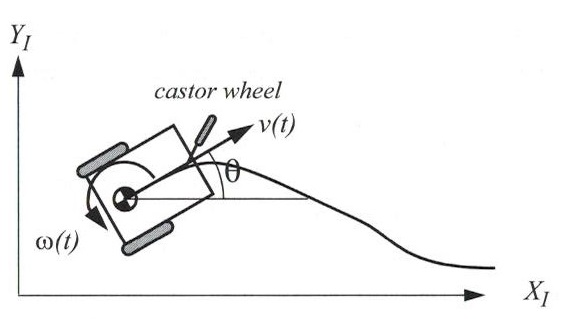 Y_I
castor wheel
v(t)
θ
ω(t)
X_I